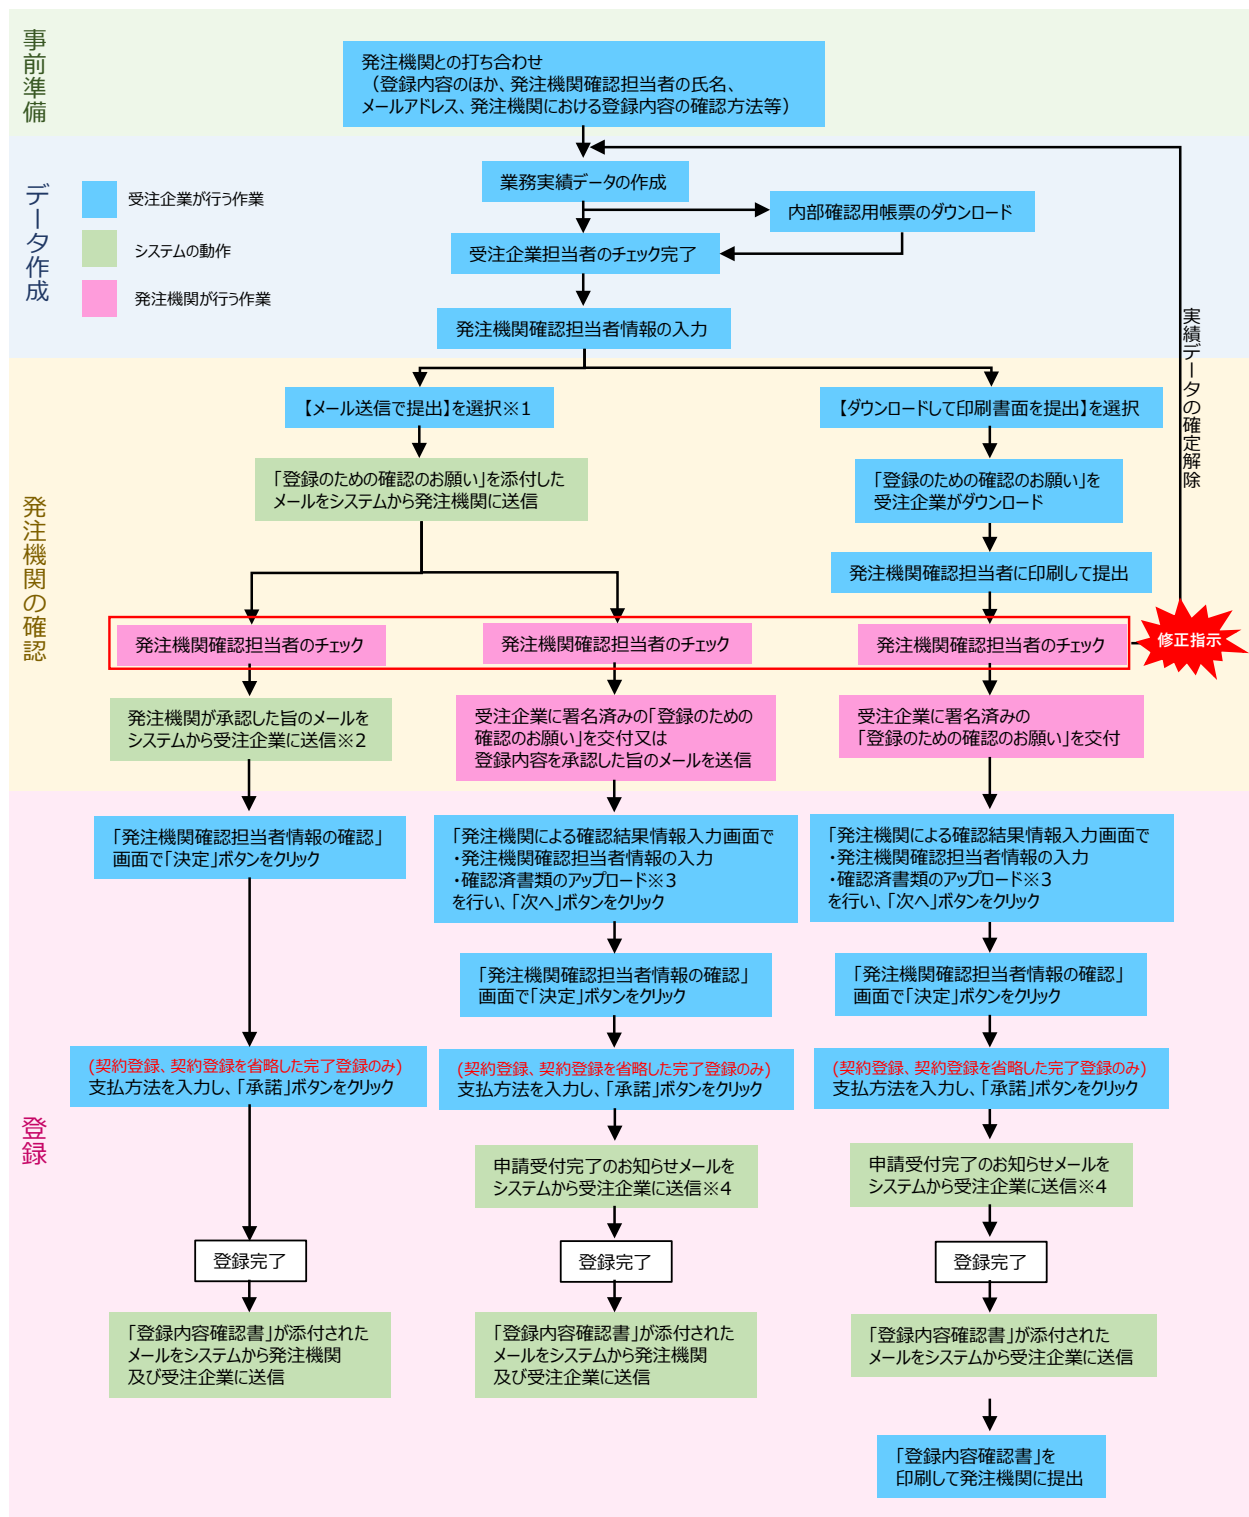 事前準備
発注機関との打ち合わせ
（登録内容のほか、発注機関確認担当者の氏名、
メールアドレス、発注機関における登録内容の確認方法等）
データ作成
受注企業が行う作業
システムの動作
発注機関が行う作業
業務実績データの作成
内部確認用帳票のダウンロード
受注企業担当者のチェック完了
発注機関確認担当者情報の入力
実績データの確定解除
発注機関の確認
【メール送信で提出】を選択※1
【ダウンロードして印刷書面を提出】を選択
「登録のための確認のお願い」を添付した
メールをシステムから発注機関に送信
「登録のための確認のお願い」を
受注企業がダウンロード
発注機関確認担当者に印刷して提出
発注機関確認担当者のチェック
発注機関確認担当者のチェック
発注機関確認担当者のチェック
修正指示
発注機関が承認した旨のメールを
システムから受注企業に送信※2
受注企業に署名済みの「登録のための
確認のお願い」を交付又は
登録内容を承認した旨のメールを送信
受注企業に署名済みの
「登録のための確認のお願い」を交付
登録
「発注機関確認担当者情報の確認」
画面で「決定」ボタンをクリック
「発注機関による確認結果情報入力画面で
・発注機関確認担当者情報の入力
・確認済書類のアップロード※3
を行い、「次へ」ボタンをクリック
「発注機関による確認結果情報入力画面で
・発注機関確認担当者情報の入力
・確認済書類のアップロード※3
を行い、「次へ」ボタンをクリック
「発注機関確認担当者情報の確認」
画面で「決定」ボタンをクリック
「発注機関確認担当者情報の確認」
画面で「決定」ボタンをクリック
(契約登録、契約登録を省略した完了登録のみ)
支払方法を入力し、「承諾」ボタンをクリック
(契約登録、契約登録を省略した完了登録のみ)
支払方法を入力し、「承諾」ボタンをクリック
(契約登録、契約登録を省略した完了登録のみ)
支払方法を入力し、「承諾」ボタンをクリック
申請受付完了のお知らせメールを
システムから受注企業に送信※4
申請受付完了のお知らせメールを
システムから受注企業に送信※4
登録完了
登録完了
登録完了
「登録内容確認書」が添付された
メールをシステムから発注機関
及び受注企業に送信
「登録内容確認書」が添付された
メールをシステムから発注機関
及び受注企業に送信
「登録内容確認書」が添付された
メールをシステムから受注企業に送信
「登録内容確認書」を
印刷して発注機関に提出